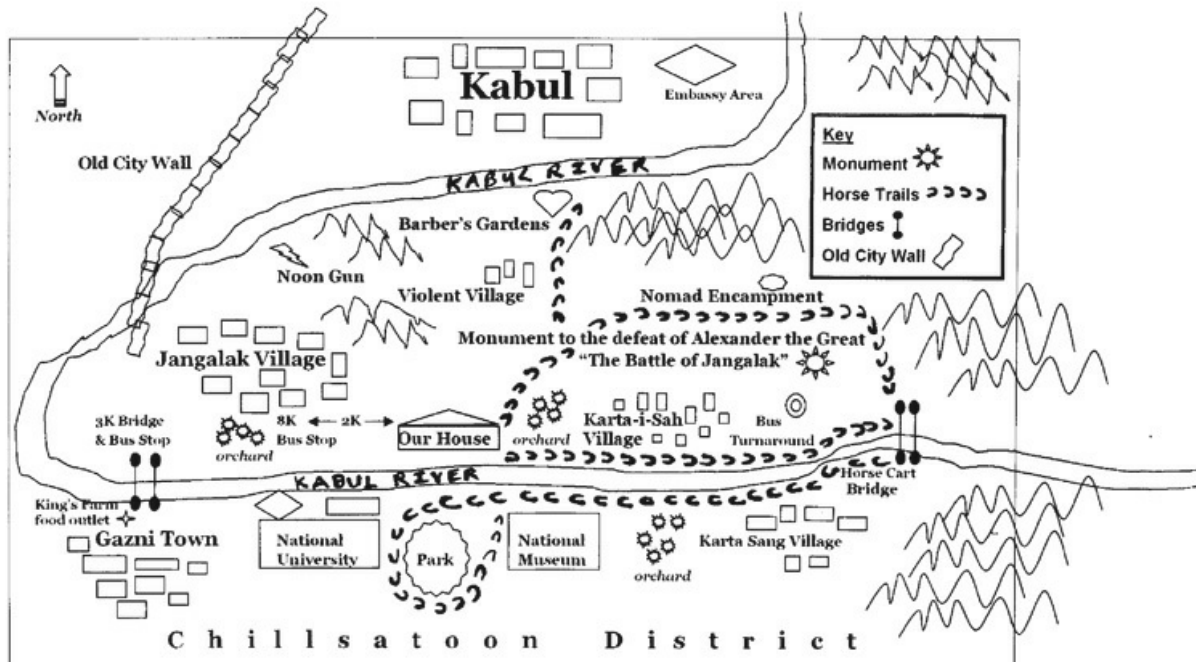 Kabul
Embassy Area
North
Old City Wall
KABUL RIVER
Key
Monument
Horse Trails
Bridges
Old City Wall
Barber's Gardens
Noon Gun
Violent Village
Nomad Encampment
Monument to the defeat of Alexander the Great
"The Battle of Jangalak"
Jangalak Village
3K Bridge
& Bus Stop
orchard
8K
Bus Stop
2K
Our House
orchard
Karta-i-Sah
Village
Bus
Turnaround
KABUL RIVER
Horse Cart
Bridge
King's Farm
food outlet
Gazni Town
National
University
Park
National
Museum
orchard
Karta Sang Village
Chillsatoon District